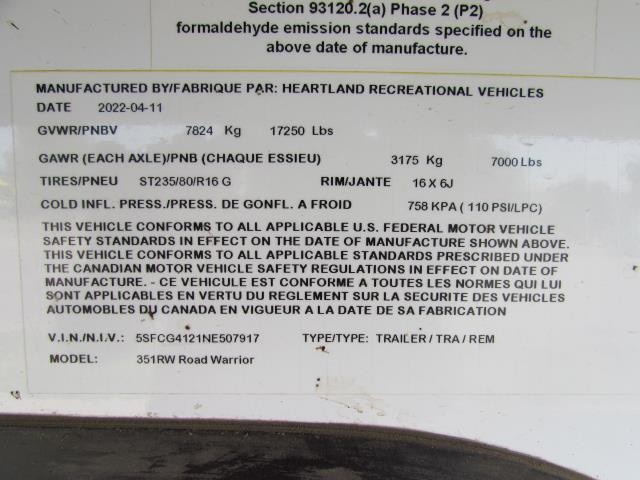 Section 93120.2(a) Phase 2 (P2)
formaldehyde emission standards specified on the
above date of manufacture.
MANUFACTURED BY/FABRIQUE PAR: HEARTLAND RECREATIONAL VEHICLES
DATE 2022-04-11
GVWR/PNBV 7824 Kg 17250 Lbs
GAWR (EACH AXLE)/PNB (CHAQUE ESSIEU) 3175 Kg 7000 Lbs
TIRES/PNEU ST235/80/R16 G RIM/JANTE 16 X 6J
COLD INFL. PRESS./PRESS. DE GONFL. A FROID 758 KPA ( 110 PSI/LPC)
THIS VEHICLE CONFORMS TO ALL APPLICABLE U.S. FEDERAL MOTOR VEHICLE
SAFETY STANDARDS IN EFFECT ON THE DATE OF MANUFACTURE SHOWN ABOVE.
THIS VEHICLE CONFORMS TO ALL APPLICABLE STANDARDS PRESCRIBED UNDER
THE CANADIAN MOTOR VEHICLE SAFETY REGULATIONS IN EFFECT ON DATE OF
MANUFACTURE. - CE VEHICULE EST CONFORME A TOUTES LES NORMES QUI LUI
SONT APPLICABLES EN VERTU DU REGLEMENT SUR LA SECURITE DES VEHICLES
AUTOMOBILES DU CANADA EN VIGUEUR A LA DATE DE SA FABRICATION
V.I.N./N.I.V.: 5SFCG4121NE507917 TYPE/TYPE: TRAILER / TRA / REM
MODEL: 351RW Road Warrior